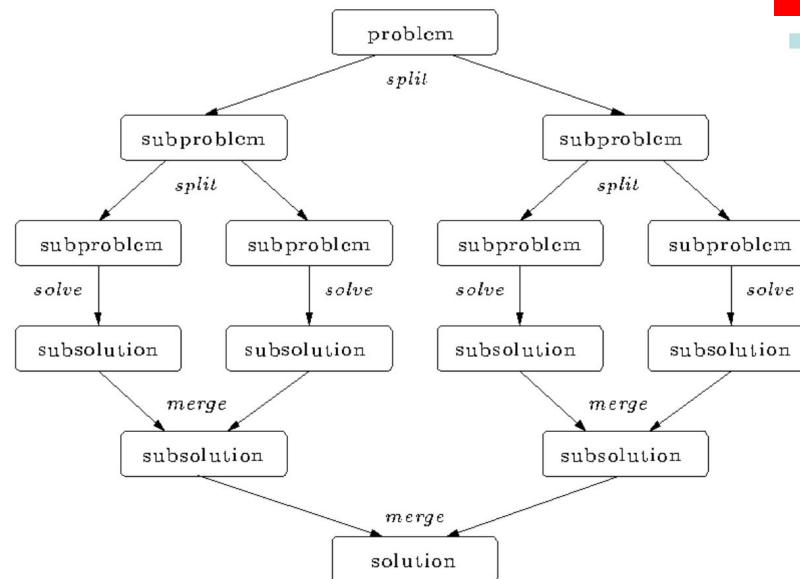 problem
split
subproblem subproblem
split split
subproblem subproblem subproblem subproblem
solve solve solve solve
subsolution subsolution subsolution subsolution
merge merge
subsolution subsolution
merge
solution